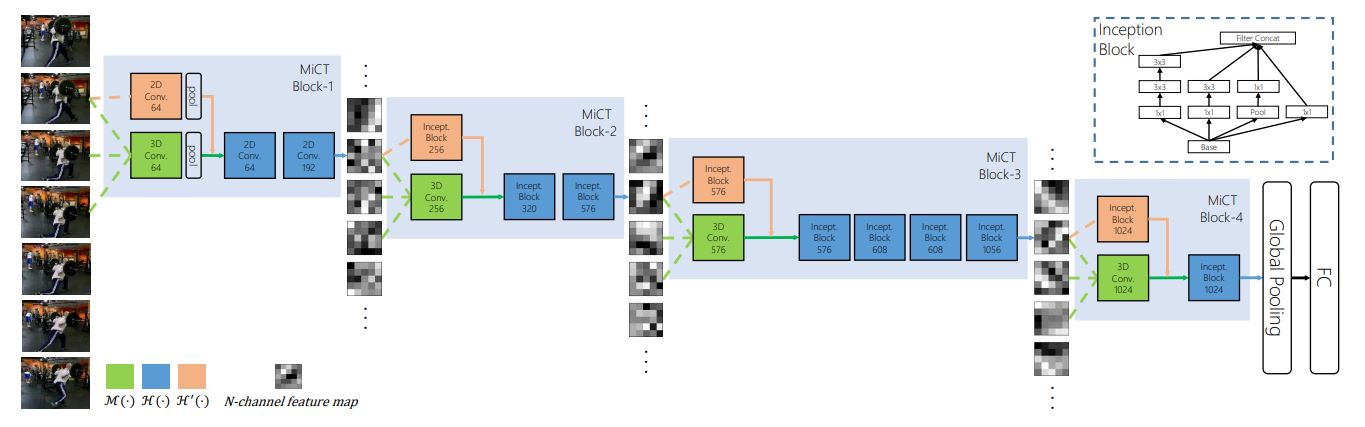 MiCT
Block-1
2D
Conv.
64
pool
3D
Conv.
64
pool
2D
Conv.
64
2D
Conv.
192
MiCT
Block-2
Incept.
Block
256
3D
Conv.
256
Incept.
Block
320
Incept.
Block
576
MiCT
Block-3
Incept.
Block
576
3D
Conv.
576
Incept.
Block
576
Incept.
Block
608
Incept.
Block
608
Incept.
Block
1056
MiCT
Block-4
Incept.
Block
1024
3D
Conv.
1024
Incept.
Block
1024
Global Pooling
FC
Inception
Block
Filter Concat
3x3
3x3
3x3
1x1
1x1
1x1
Pool
1x1
Base
ℳ(·) ℋ(·) ℋ′(·)
N-channel feature map